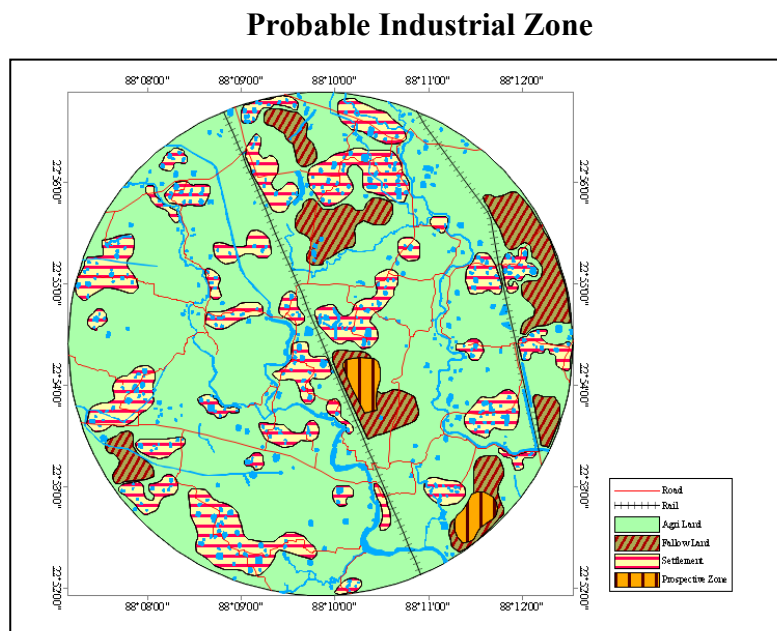 Probable Industrial Zone
88°08'00" 88°09'00" 88°10'00" 88°11'00" 88°12'00"
22°56'00" 22°56'00"
22°55'00" 22°55'00"
22°54'00" 22°54'00"
22°53'00" 22°53'00"
22°52'00" 22°52'00"
88°08'00" 88°09'00" 88°10'00" 88°11'00" 88°12'00"
Road
Rail
Agri Land
Fallow Land
Settlement
Prospective Zone